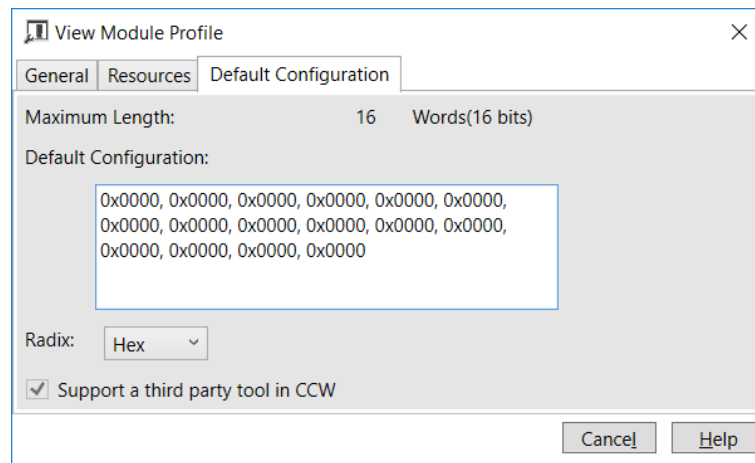 View Module Profile
General Resources Default Configuration
Maximum Length: 16 Words(16 bits)
Default Configuration:
0x0000, 0x0000, 0x0000, 0x0000, 0x0000, 0x0000,
0x0000, 0x0000, 0x0000, 0x0000, 0x0000, 0x0000,
0x0000, 0x0000, 0x0000, 0x0000
Radix: Hex
Support a third party tool in CCW
Cancel Help